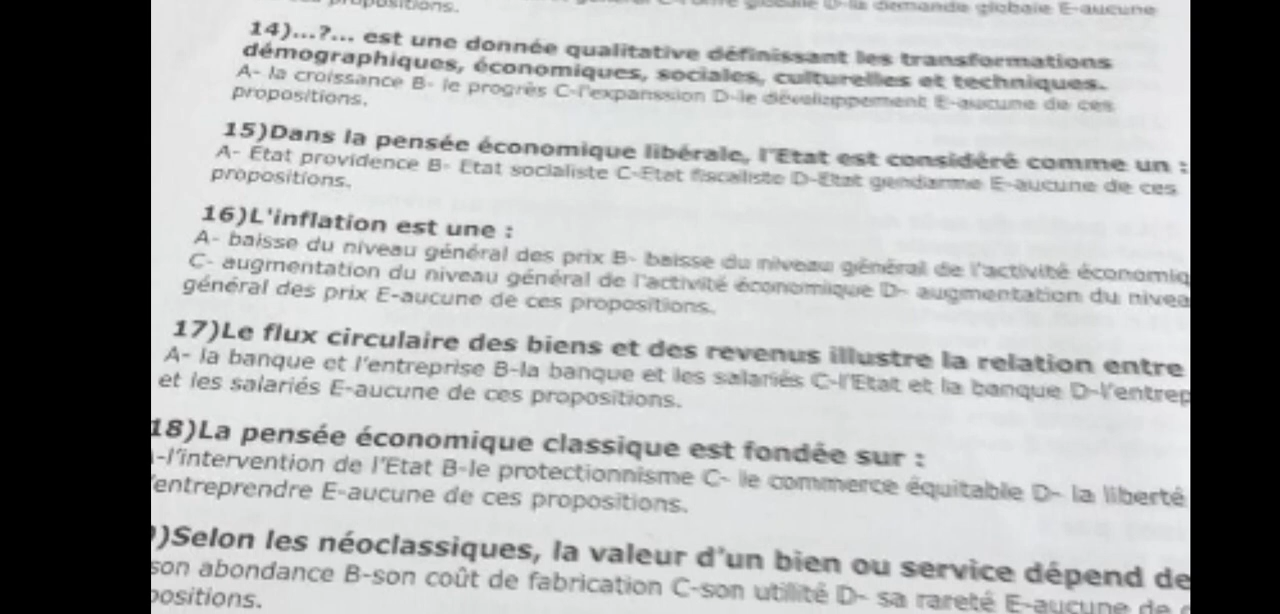 propositions. globale D-la demande globale E-aucune
14)...?... est une donnée qualitative définissant les transformations
démographiques, économiques, sociales, culturelles et techniques.
A- la croissance B- le progrès C-l'expanssion D-le développement E-aucune de ces
propositions.
15)Dans la pensée économique libérale, l'Etat est considéré comme un :
A- Etat providence B- Etat socialiste C-Etat fiscaliste D-Etat gendarme E-aucune de ces
propositions.
16)L'inflation est une :
A- baisse du niveau général des prix B- baisse du niveau général de l'activité économiq
C- augmentation du niveau général de l'activité économique D- augmentation du nivea
général des prix E-aucune de ces propositions.
17)Le flux circulaire des biens et des revenus illustre la relation entre
A- la banque et l'entreprise B-la banque et les salariés C-l'Etat et la banque D-l'entrep
et les salariés E-aucune de ces propositions.
18)La pensée économique classique est fondée sur :
-l'intervention de l'Etat B-le protectionnisme C- le commerce équitable D- la liberté
'entreprendre E-aucune de ces propositions.
)Selon les néoclassiques, la valeur d'un bien ou service dépend de
son abondance B-son coût de fabrication C-son utilité D- sa rareté E-aucune de
positions.